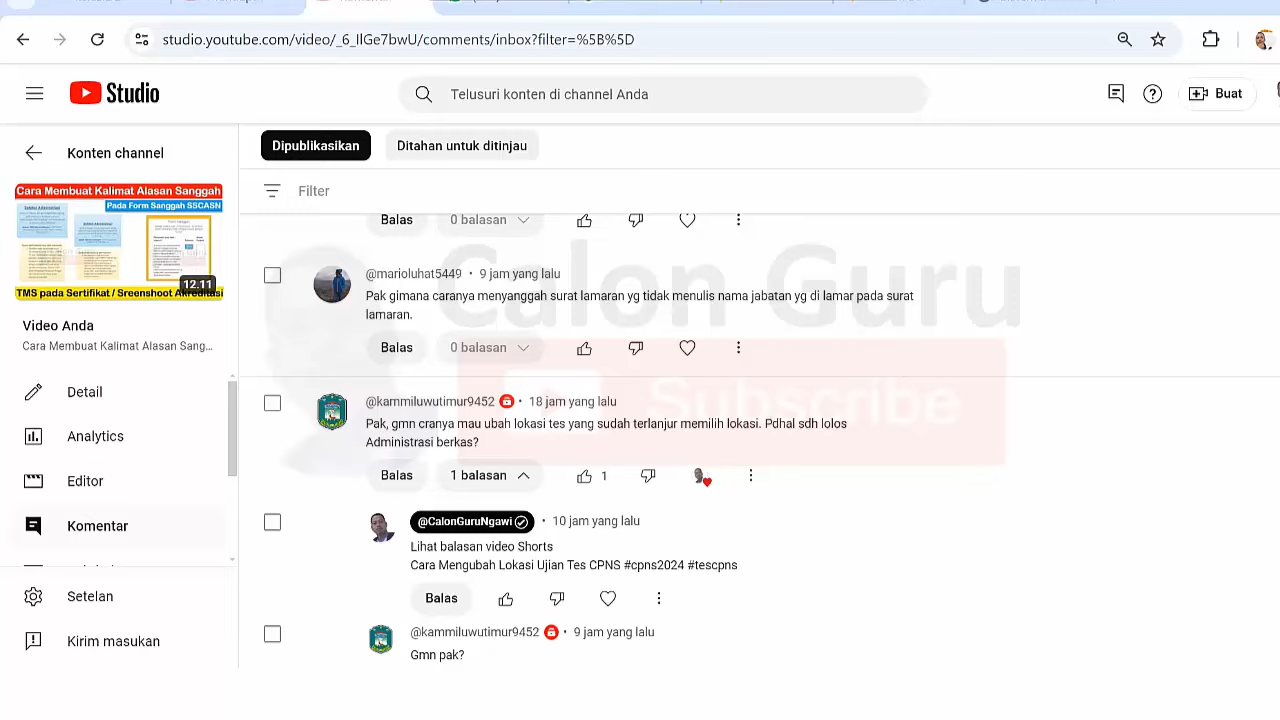 studio.youtube.com/video/_6_IlGe7bwU/comments/inbox?filter=%5B%5D
Studio
Telusuri konten di channel Anda
Buat
Konten channel
Dipublikasikan
Ditahan untuk ditinjau
Filter
Cara Membuat Kalimat Alasan Sanggah
Pada Form Sanggah SSCASN
12.11
TMS pada Sertifikat / Sreenshoot Akreditasi
Video Anda
Cara Membuat Kalimat Alasan Sang...
Detail
Analytics
Editor
Komentar
Setelan
Kirim masukan
Balas
0 balasan
@marioluhat5449 • 9 jam yang lalu
Pak gimana caranya menyanggah surat lamaran yg tidak menulis nama jabatan yg di lamar pada surat
lamaran.
Balas
0 balasan
Calon Guru
Subscribe
@kammiluwutimur9452 • 18 jam yang lalu
Pak, gmn cranya mau ubah lokasi tes yang sudah terlanjur memilih lokasi. Pdhal sdh lolos
Administrasi berkas?
Balas
1 balasan
1
@CalonGuruNgawi • 10 jam yang lalu
Lihat balasan video Shorts
Cara Mengubah Lokasi Ujian Tes CPNS #cpns2024 #tescpns
Balas
@kammiluwutimur9452 • 9 jam yang lalu
Gmn pak?